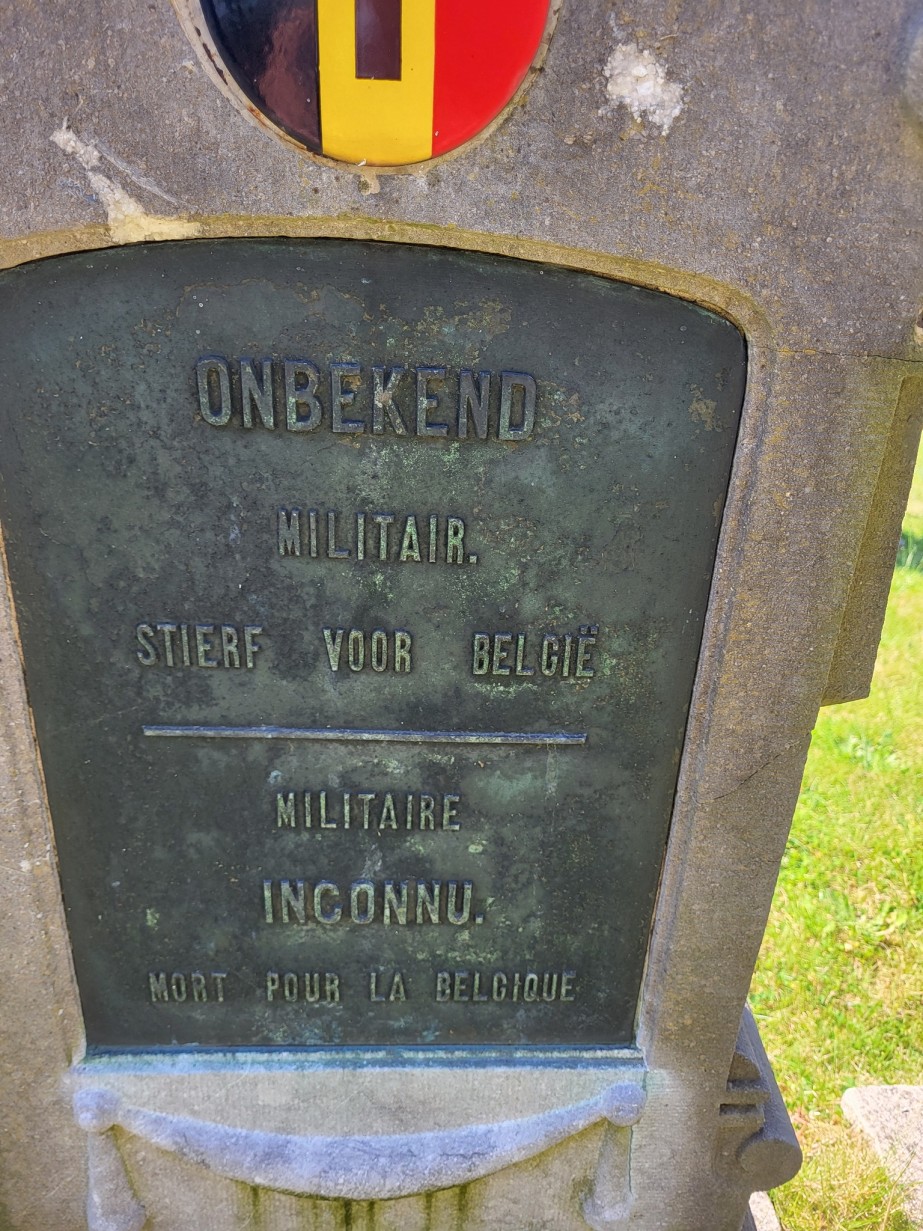 ONBEKEND
MILITAIR.
STIERF VOOR BELGIË
MILITAIRE
INCONNU.
MORT POUR LA BELGIQUE